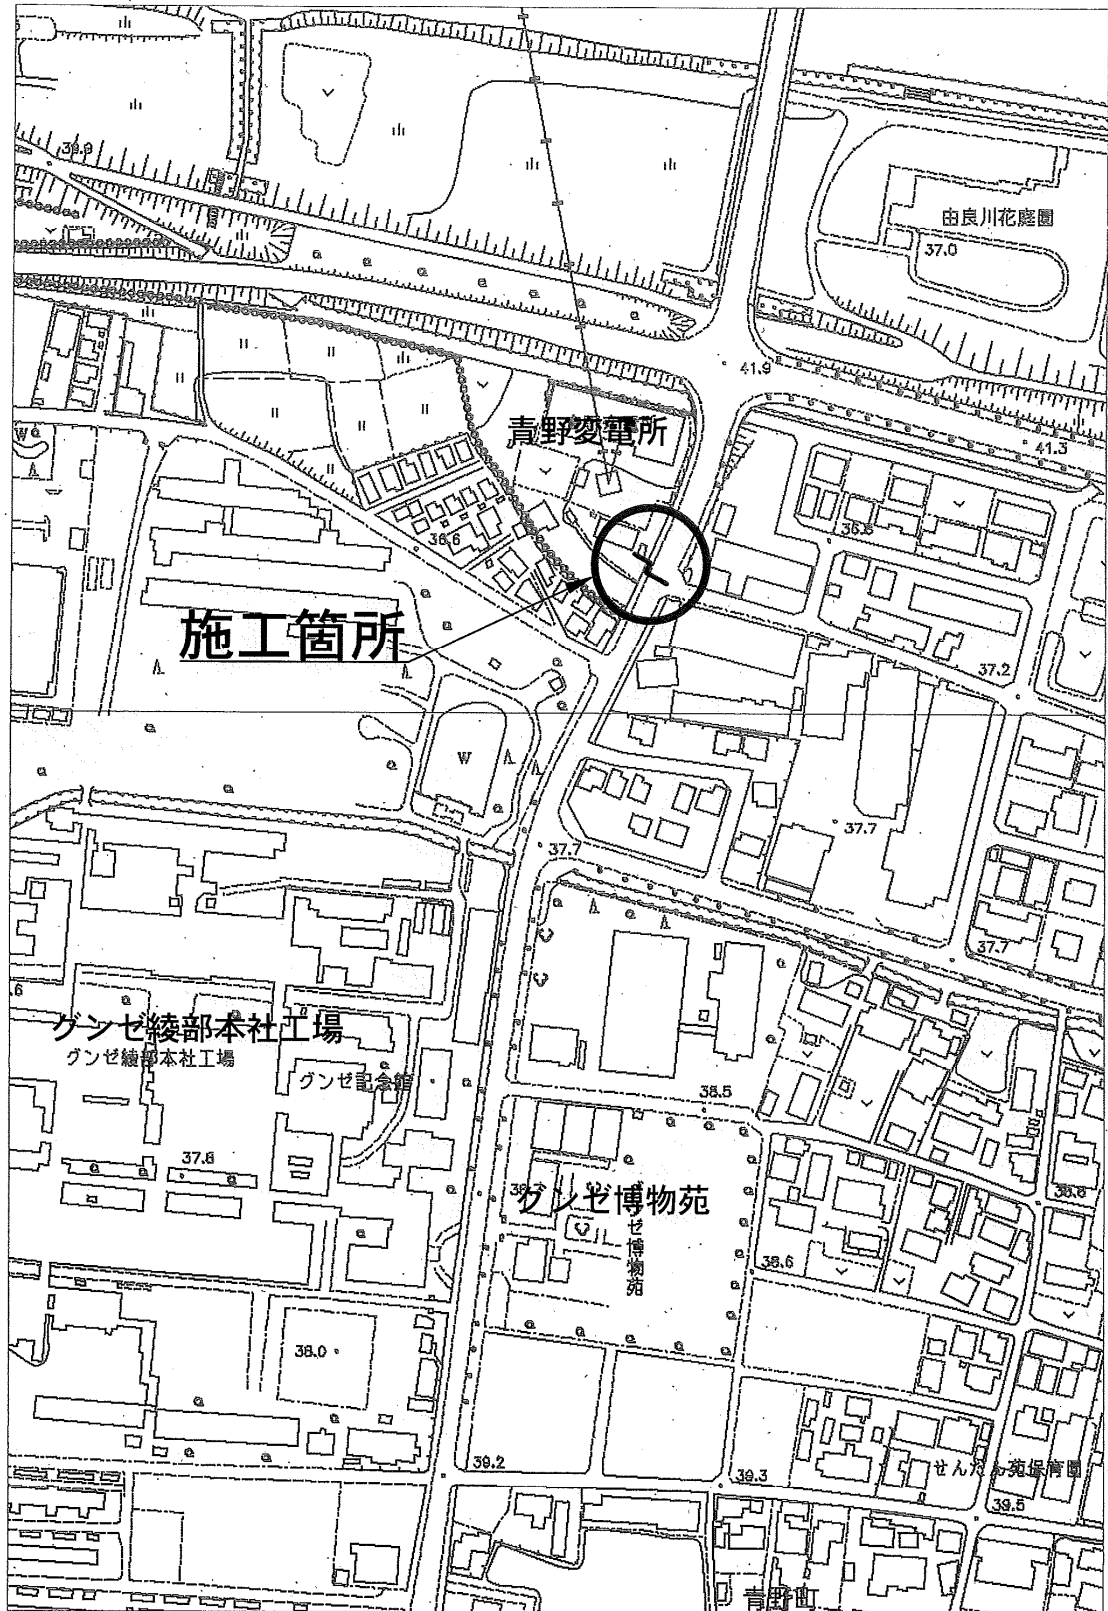 39.9
由良川花庭園
37.0
41.9
青野変電所
41.3
36.6
施工箇所
37.2
W
37.7
37.7
37.7
グンゼ綾部本社工場
グンゼ綾部本社工場
グンゼ記念館
38.5
37.8
グンゼ博物苑
グンゼ博物苑
38.6
38.0
39.2
39.3
せんだん苑保育園
39.5
青野町